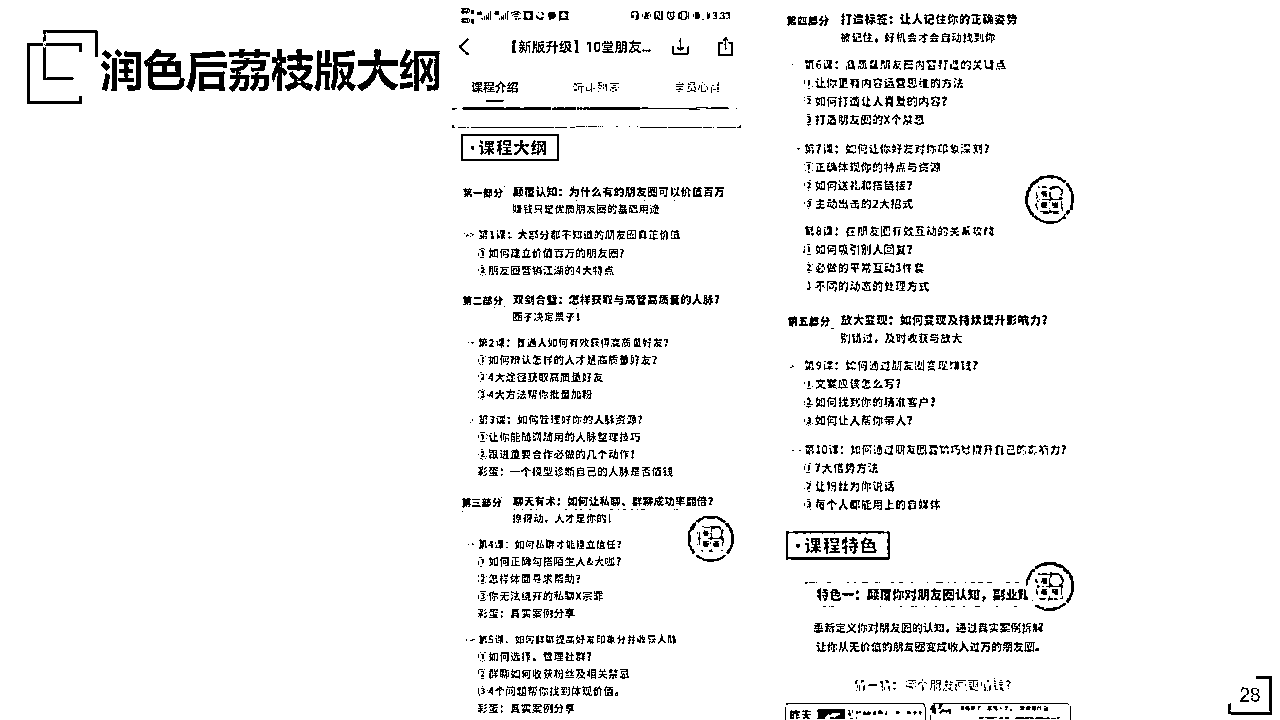 润色后荔枝版大纲
【新版升级】10堂朋友...
课程介绍
·课程大纲
第一部分 颠覆认知：为什么有的朋友圈可以价值百万
赚钱只是优质朋友圈的基础用途
第1课：大部分都不知道的朋友圈真正价值
①如何建立价值百万的朋友圈？
②朋友圈营销江湖的4大特点
第二部分 双剑合璧：怎样获取与高管高质量的人脉？
圈子决定票子！
第2课：普通人如何有效获得高质量好友？
①如何辨认怎样的人才是高质量好友？
②4大途径获取高质量好友
③4大方法帮你批量加粉
第3课：如何管理好你的人脉资源？
①让你能随调随用的人脉整理技巧
②跟进重要合作必做的几个动作！
彩蛋：一个模型诊断自己的人脉是否值钱
第三部分 聊天有术：如何让私聊、群聊成功率翻倍？
撩得动，人才是你的！
第4课：如何私聊才能建立信任？
①如何正确勾搭陌生人&大咖？
②怎样体面寻求帮助？
③你无法绕开的私聊X宗罪
彩蛋：真实案例分享
第5课：如何群聊提高好友印象分并收获人脉
①如何选择、管理社群？
②群聊如何收获粉丝及相关禁忌
③4个问题帮你找到体现价值。
彩蛋：真实案例分享
第四部分 打造标签：让人记住你的正确姿势
被记住，好机会才会自动找到你
第6课：高质量朋友圈内容打造的关键点
①让你更有内容运营思维的方法
②如何打造让人喜爱的内容？
③打造朋友圈的X个禁忌
第7课：如何让你好友对你印象深刻？
①正确体现你的特点与资源
②如何送礼和搭链接？
③主动出击的2大招式
第8课：在朋友圈有效互动的关系攻略
①如何吸引别人回复？
②必做的平常互动3件套
③不同的动态的处理方式
第五部分 放大变现：如何变现及持续提升影响力？
别错过，及时收获与放大
第9课：如何通过朋友圈变现赚钱？
①文案应该怎么写？
②如何找到你的精准客户？
③如何让人帮你带人？
第10课：如何通过朋友圈营销巧妙提升自己的影响力？
①7大借势方法
②让粉丝为你说话
③每个人都能用上的自媒体
·课程特色
特色一：颠覆你对朋友圈认知，副业
重新定义你对朋友圈的认知，通过真实案例拆解
让你从无价值的朋友圈变成收入过万的朋友圈。
猜一猜：哪个朋友圈更值钱？
昨天
28